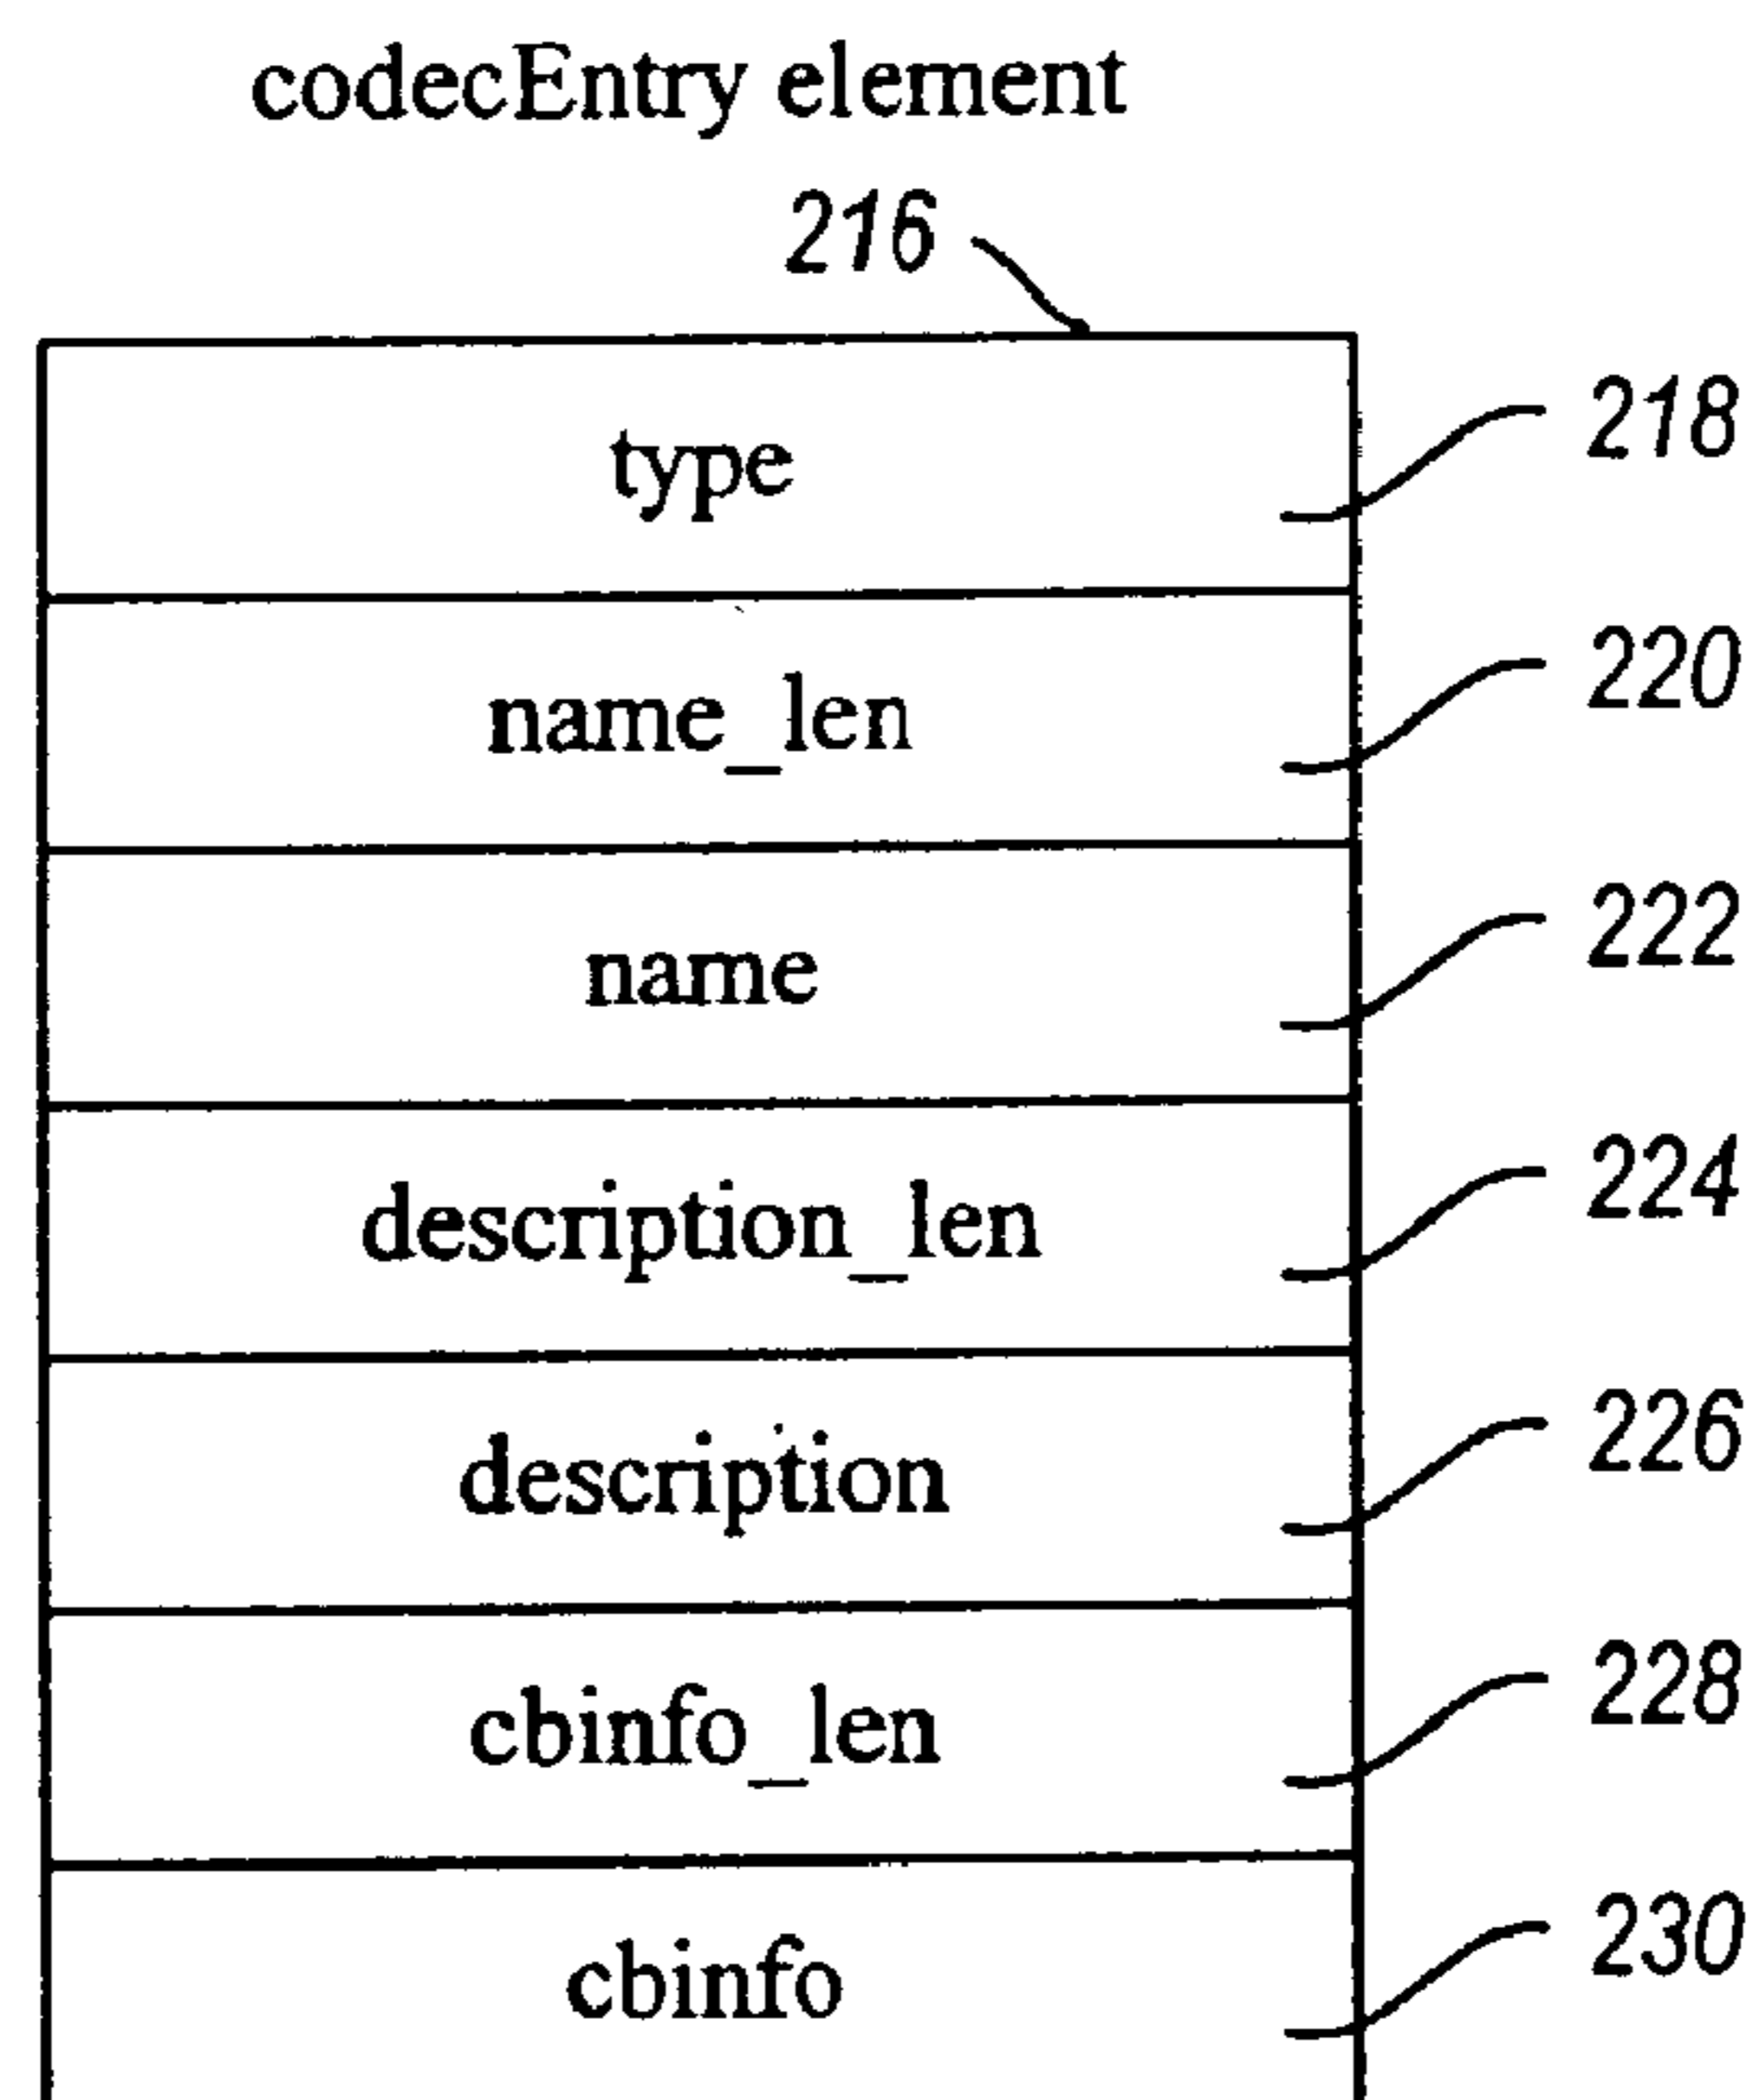 codecEntry element
216
type
218
name_len
220
name
222
description_len
224
description
226
cbinfo_len
228
cbinfo
230